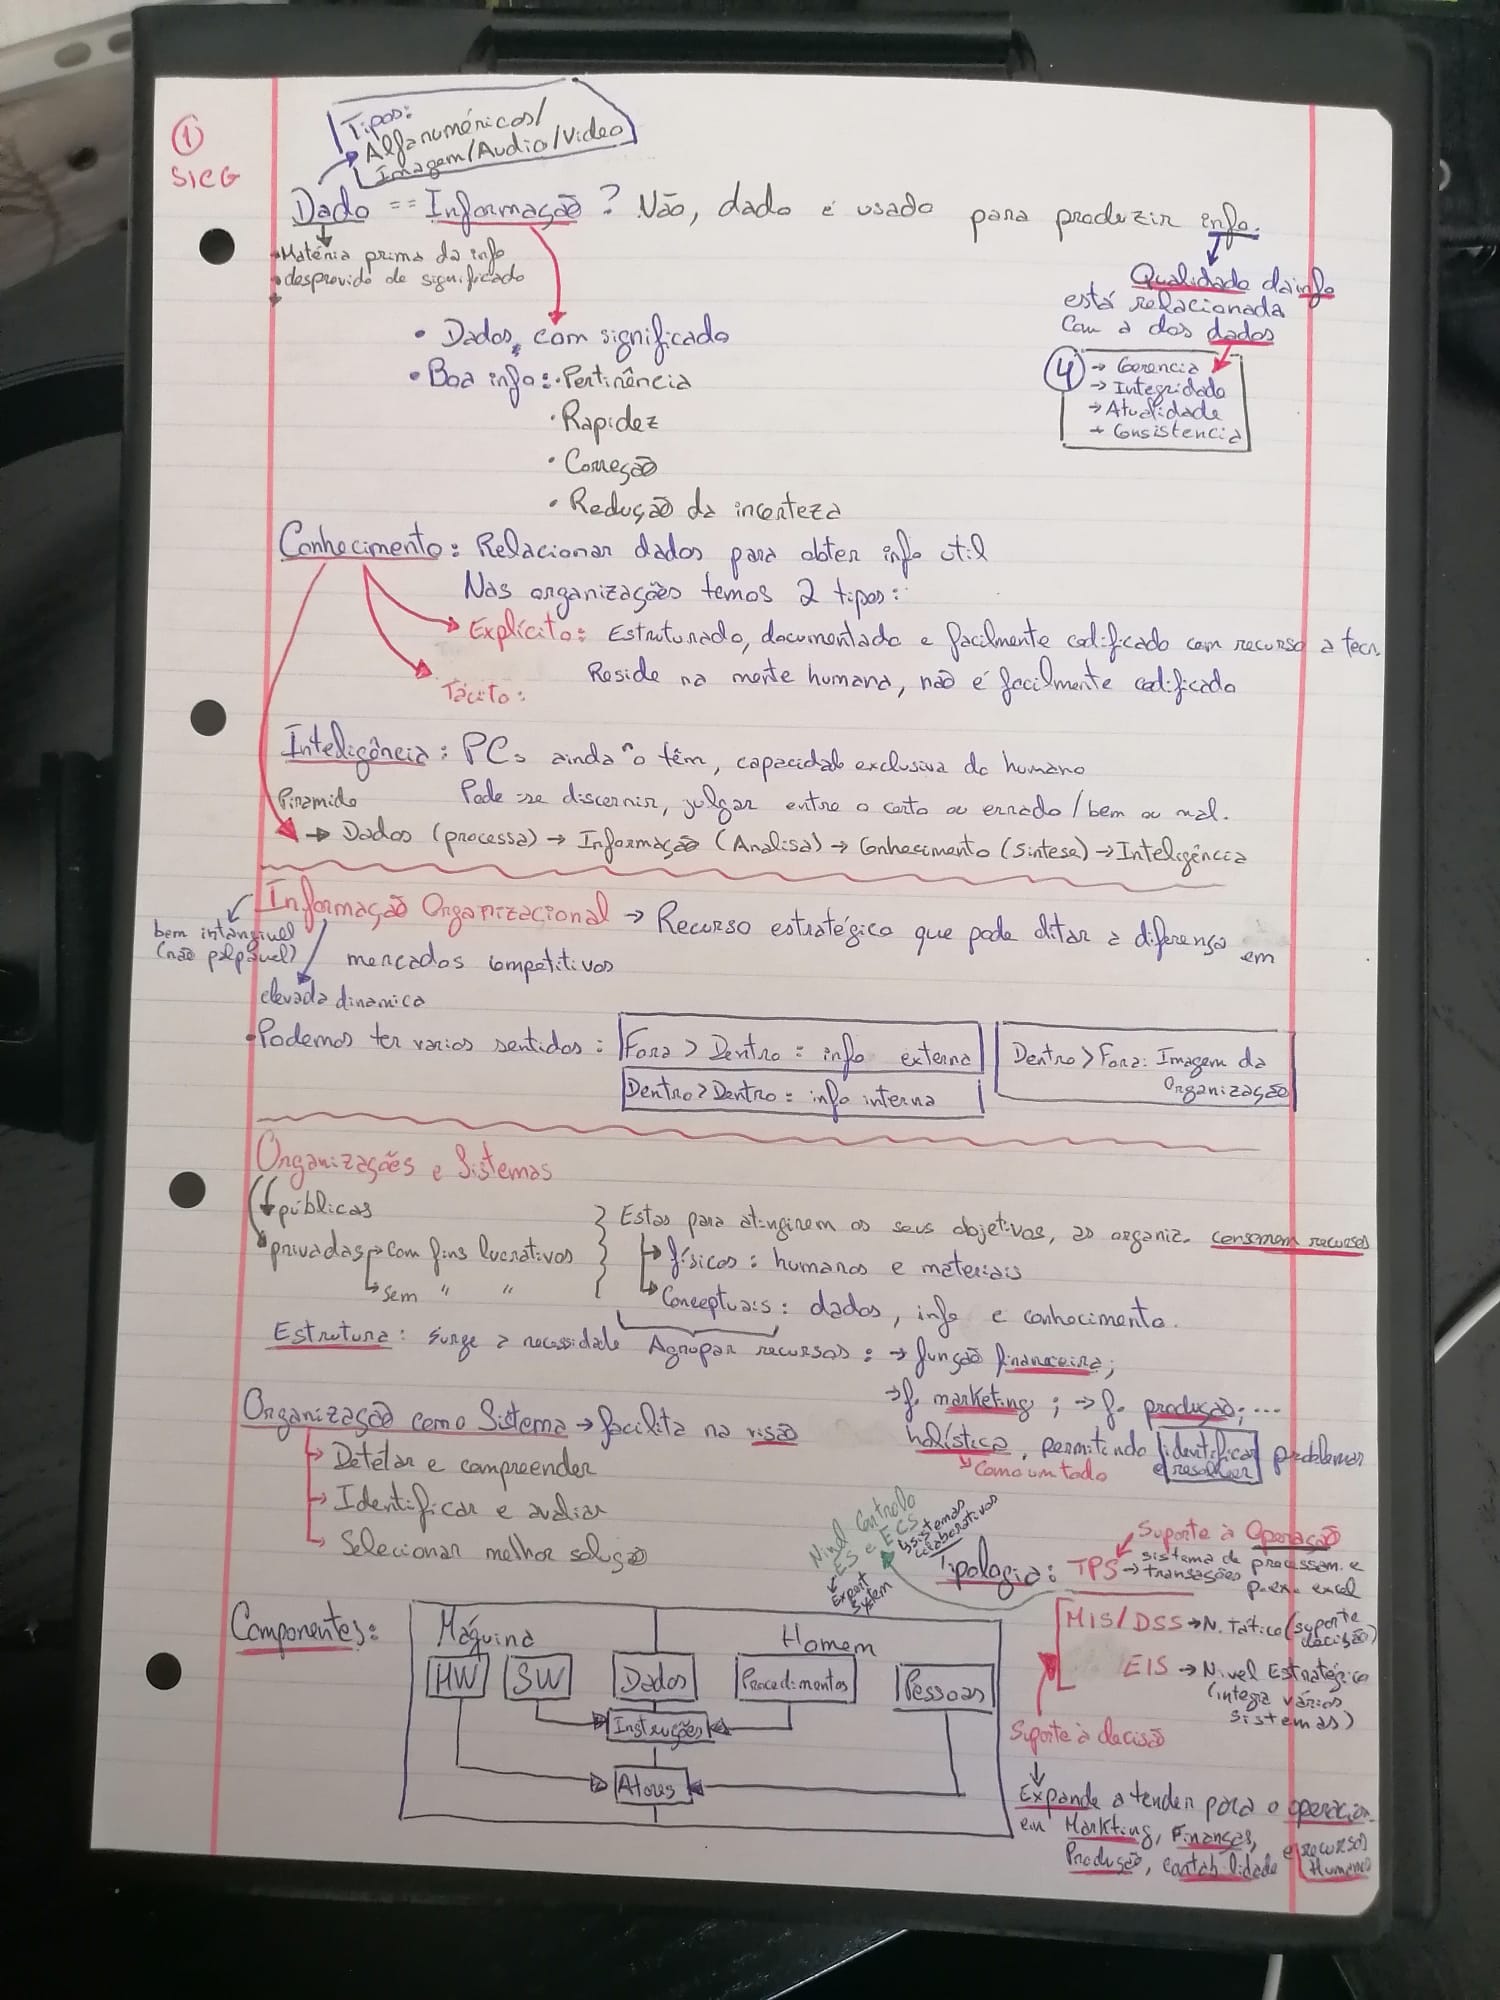 ①
SICG
Tipos:
Alfanuméricos/
Imagem/Audio/Video
Dado == Informação? Não, dado é usado para produzir info.
• Matéria prima da info
• desprovido de significado
Qualidade da info
está relacionada
com a dos dados
④ → Gerencia
→ Integridade
→ Atualidade
→ Consistencia
• Dados com significado
• Boa info: • Pertinência
• Rapidez
• Correção
• Redução da incerteza
Conhecimento: Relacionar dados para obter info util
Nas organizações temos 2 tipos:
Explícito: Estruturado, documentado e facilmente codificado com recurso a tecn.
Tácito: Reside na mente humana, não é facilmente codificado
Inteligência: PCs ainda ñ o têm, capacidade exclusiva do humano
Pode-se discernir, julgar entre o certo ou errado/bem ou mal.
Piramide
→ Dados (processa) → Informação (Analisa) → Conhecimento (Sintese) → Inteligência
Informação Organizacional → Recurso estratégico que pode ditar a diferença em
bem intangivel
(não palpável)
mercados competitivos
elevada dinamica
• Podemos ter varios sentidos: Fora > Dentro = info externa
Dentro > Dentro = info interna
Dentro > Fora: Imagem da
Organização
Organizações e Sistemas
públicas
privadas → com fins lucrativos
↳ sem " "
Estas para atingirem os seus objetivos, as organiz. consomem recursos
↳ físicos: humanos e materiais
↳ Conceptuais: dados, info e conhecimento.
Estrutura: Surge a necessidade Agrupar recursos: → função financeira;
→ f. marketing; → f. produção; ...
Organização como Sistema → facilita na visão holística, permitindo identificar problemas
e resolver
↳ Como um todo
Detetar e compreender
Identificar e avaliar
Selecionar melhor solução
Nivel Controlo
ES e ECS
↳ sistemas
colaborativos
Expert
System
Tipologia: TPS → sistema de processam. e
transações p.ex. excel
Suporte à Operação
MIS/DSS → N. Tático (suporte
decisão)
EIS → Nivel Estratégico
(integra vários
sistemas)
Suporte à decisão
Expande atender para o operacion.
em Markting, Finanças,
Produção, contabilidade e recursos
Humanos
Componentes:
Máquina Homem
HW SW Dados Procedimentos Pessoas
Instruções
Atores